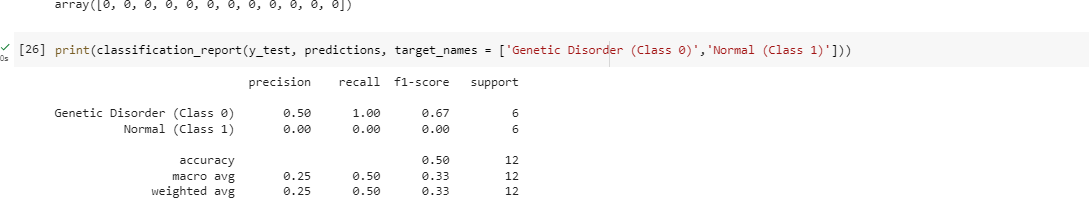 array([0, 0, 0, 0, 0, 0, 0, 0, 0, 0, 0, 0])
[26] print(classification_report(y_test, predictions, target_names = ['Genetic Disorder (Class 0)','Normal (Class 1)']))
0s
precision recall f1-score support
Genetic Disorder (Class 0) 0.50 1.00 0.67 6
Normal (Class 1) 0.00 0.00 0.00 6
accuracy 0.50 12
macro avg 0.25 0.50 0.33 12
weighted avg 0.25 0.50 0.33 12